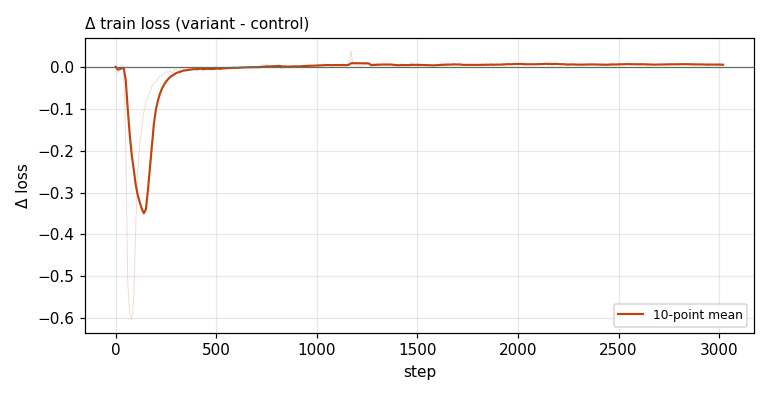 Δ train loss (variant - control)
0.0
−0.1
−0.2
−0.3
−0.4
−0.5
−0.6
Δ loss
10-point mean
0 500 1000 1500 2000 2500 3000
step